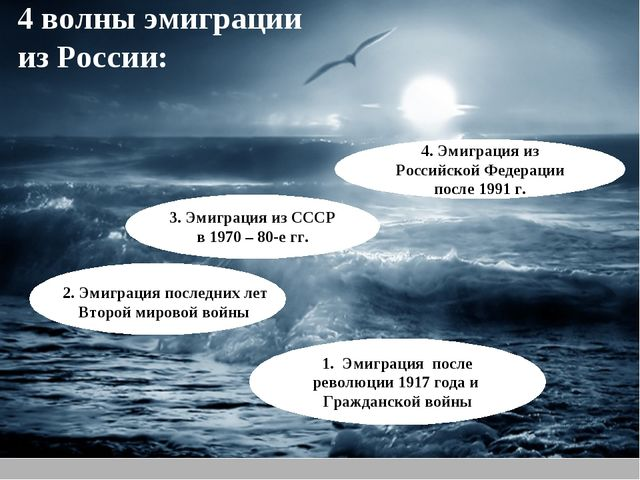 4 волны эмиграции
из России:
4. Эмиграция из
Российской Федерации
после 1991 г.
3. Эмиграция из СССР
в 1970 – 80-е гг.
2. Эмиграция последних лет
Второй мировой войны
1. Эмиграция после
революции 1917 года и
Гражданской войны